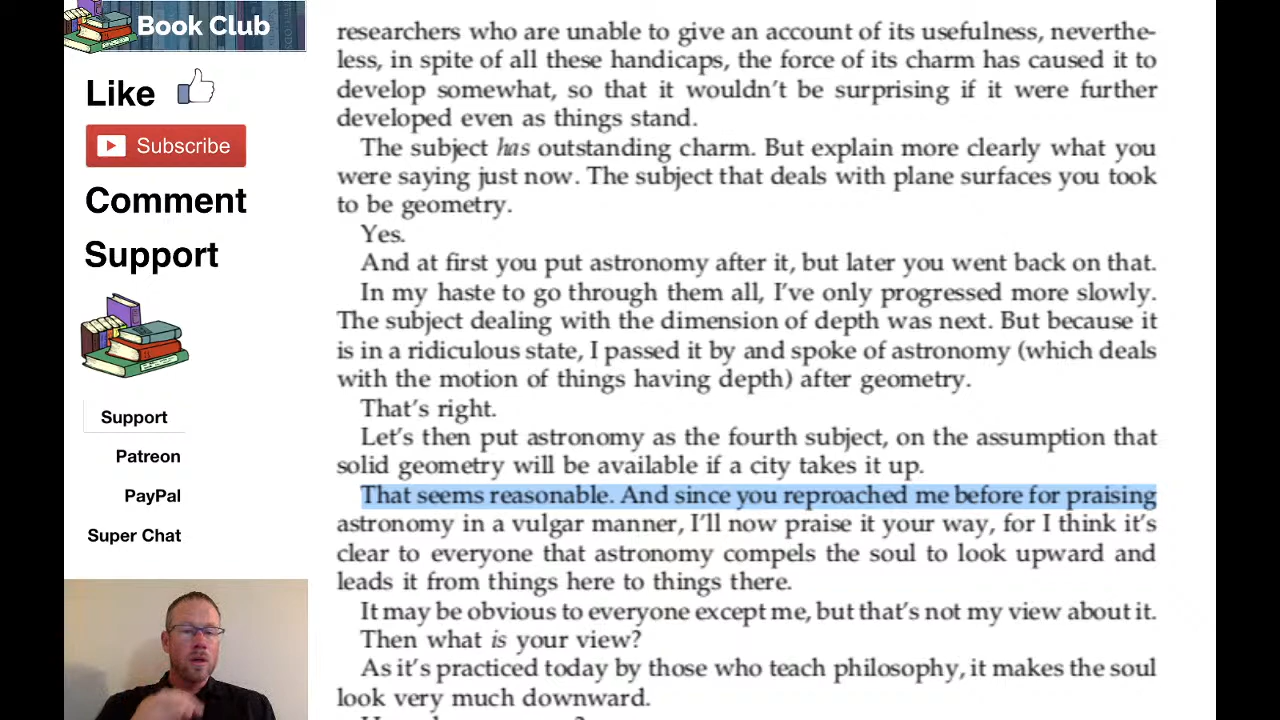 Book Club
Like
Subscribe
Comment
Support
Support
Patreon
PayPal
Super Chat
researchers who are unable to give an account of its usefulness, neverthe-
less, in spite of all these handicaps, the force of its charm has caused it to
develop somewhat, so that it wouldn't be surprising if it were further
developed even as things stand.
The subject has outstanding charm. But explain more clearly what you
were saying just now. The subject that deals with plane surfaces you took
to be geometry.
Yes.
And at first you put astronomy after it, but later you went back on that.
In my haste to go through them all, I've only progressed more slowly.
The subject dealing with the dimension of depth was next. But because it
is in a ridiculous state, I passed it by and spoke of astronomy (which deals
with the motion of things having depth) after geometry.
That's right.
Let's then put astronomy as the fourth subject, on the assumption that
solid geometry will be available if a city takes it up.
That seems reasonable. And since you reproached me before for praising
astronomy in a vulgar manner, I'll now praise it your way, for I think it's
clear to everyone that astronomy compels the soul to look upward and
leads it from things here to things there.
It may be obvious to everyone except me, but that's not my view about it.
Then what is your view?
As it's practiced today by those who teach philosophy, it makes the soul
look very much downward.